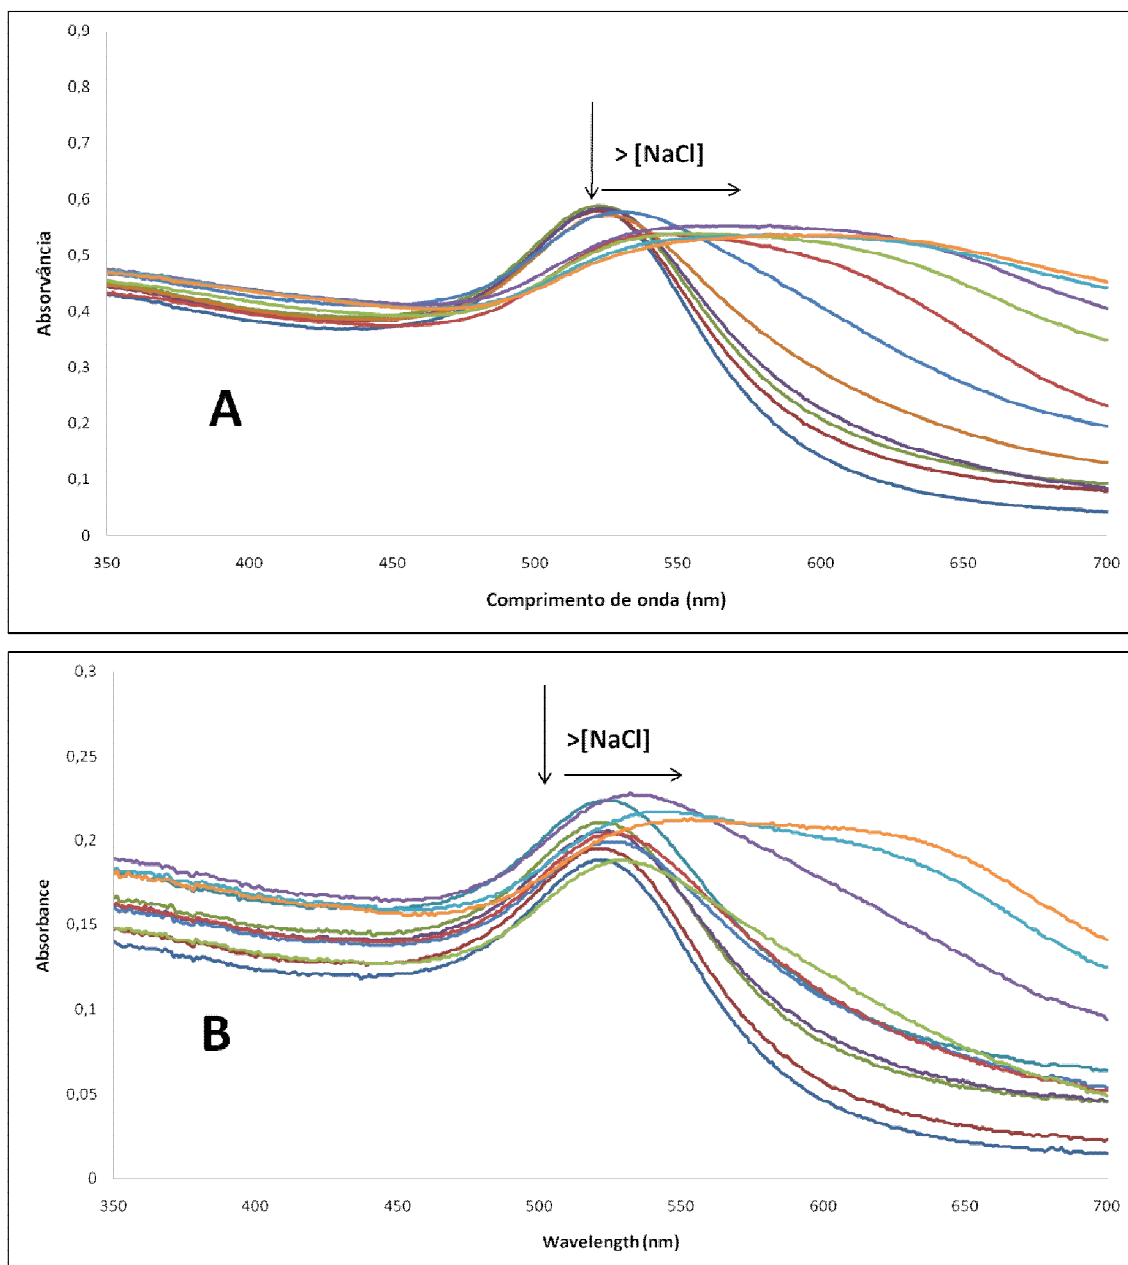 0,9
0,8
0,7
0,6
0,5
0,4
0,3
0,2
0,1
0
Absorvância
> [NaCl]
A
350 400 450 500 550 600 650 700
Comprimento de onda (nm)
0,3
0,25
0,2
0,15
0,1
0,05
0
Absorbance
>[NaCl]
B
350 400 450 500 550 600 650 700
Wavelength (nm)